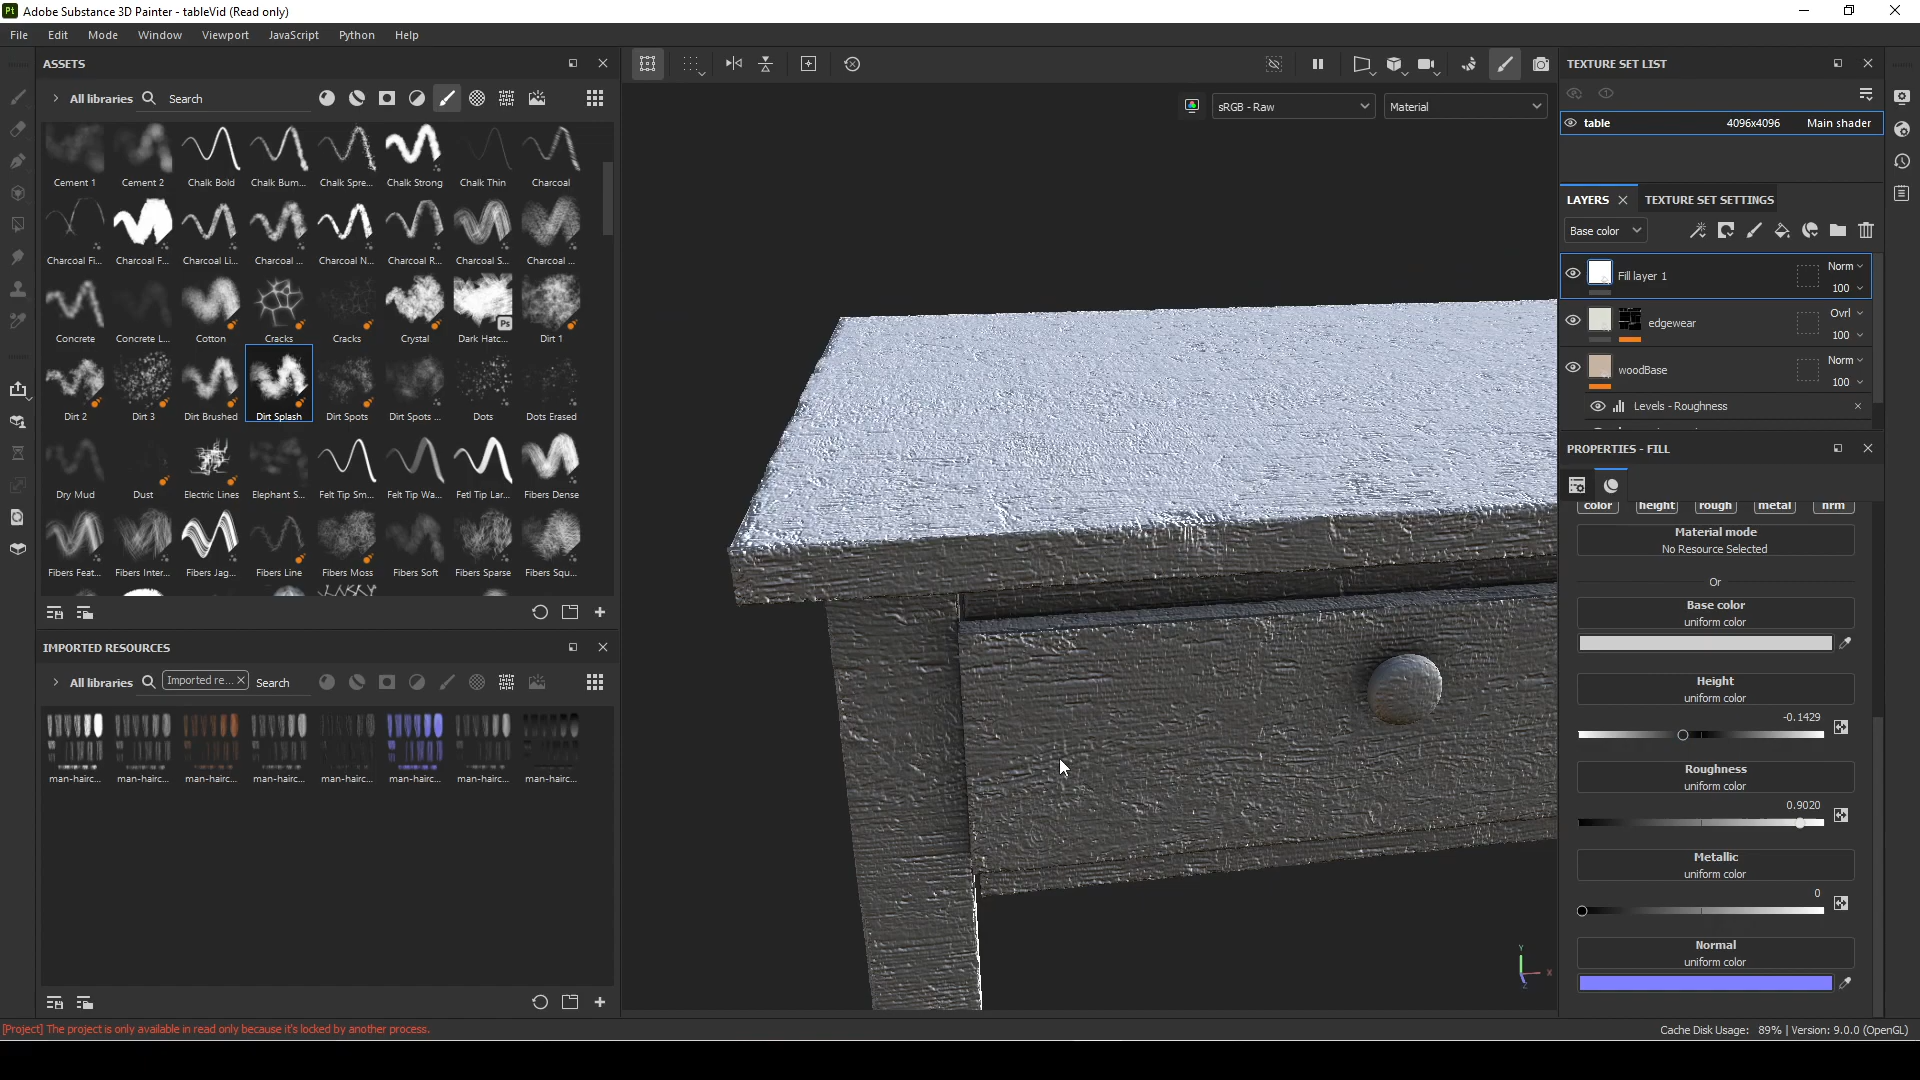 Pt Adobe Substance 3D Painter - tableVid (Read only)
File Edit Mode Window Viewport JavaScript Python Help
ASSETS
All libraries Search
Cement 1 Cement 2 Chalk Bold Chalk Bum... Chalk Spre... Chalk Strong Chalk Thin Charcoal
Charcoal Fi... Charcoal F... Charcoal Li... Charcoal ... Charcoal N... Charcoal R... Charcoal S... Charcoal ...
Concrete Concrete L... Cotton Cracks Cracks Crystal Dark Hatc... Dirt 1
Ps
Dirt 2 Dirt 3 Dirt Brushed Dirt Splash Dirt Spots Dirt Spots ... Dots Dots Erased
Dry Mud Dust Electric Lines Elephant S... Felt Tip Sm... Felt Tip Wa... Fetl Tip Lar... Fibers Dense
Fibers Feat... Fibers Inter... Fibers Jag... Fibers Line Fibers Moss Fibers Soft Fibers Sparse Fibers Squ...
IMPORTED RESOURCES
All libraries Imported re... Search
man-hairc... man-hairc... man-hairc... man-hairc... man-hairc... man-hairc... man-hairc... man-hairc...
[Project] The project is only available in read only because it's locked by another process.
sRGB - Raw Material
Y
X
Z
TEXTURE SET LIST
table 4096x4096 Main shader
LAYERS TEXTURE SET SETTINGS
Base color
Fill layer 1 Norm
100
edgewear Ovrl
100
woodBase Norm
100
Levels - Roughness
PROPERTIES - FILL
color height rough metal nrm
Material mode
No Resource Selected
Or
Base color
uniform color
Height
uniform color
-0.1429
Roughness
uniform color
0.9020
Metallic
uniform color
0
Normal
uniform color
Cache Disk Usage: 89% | Version: 9.0.0 (OpenGL)